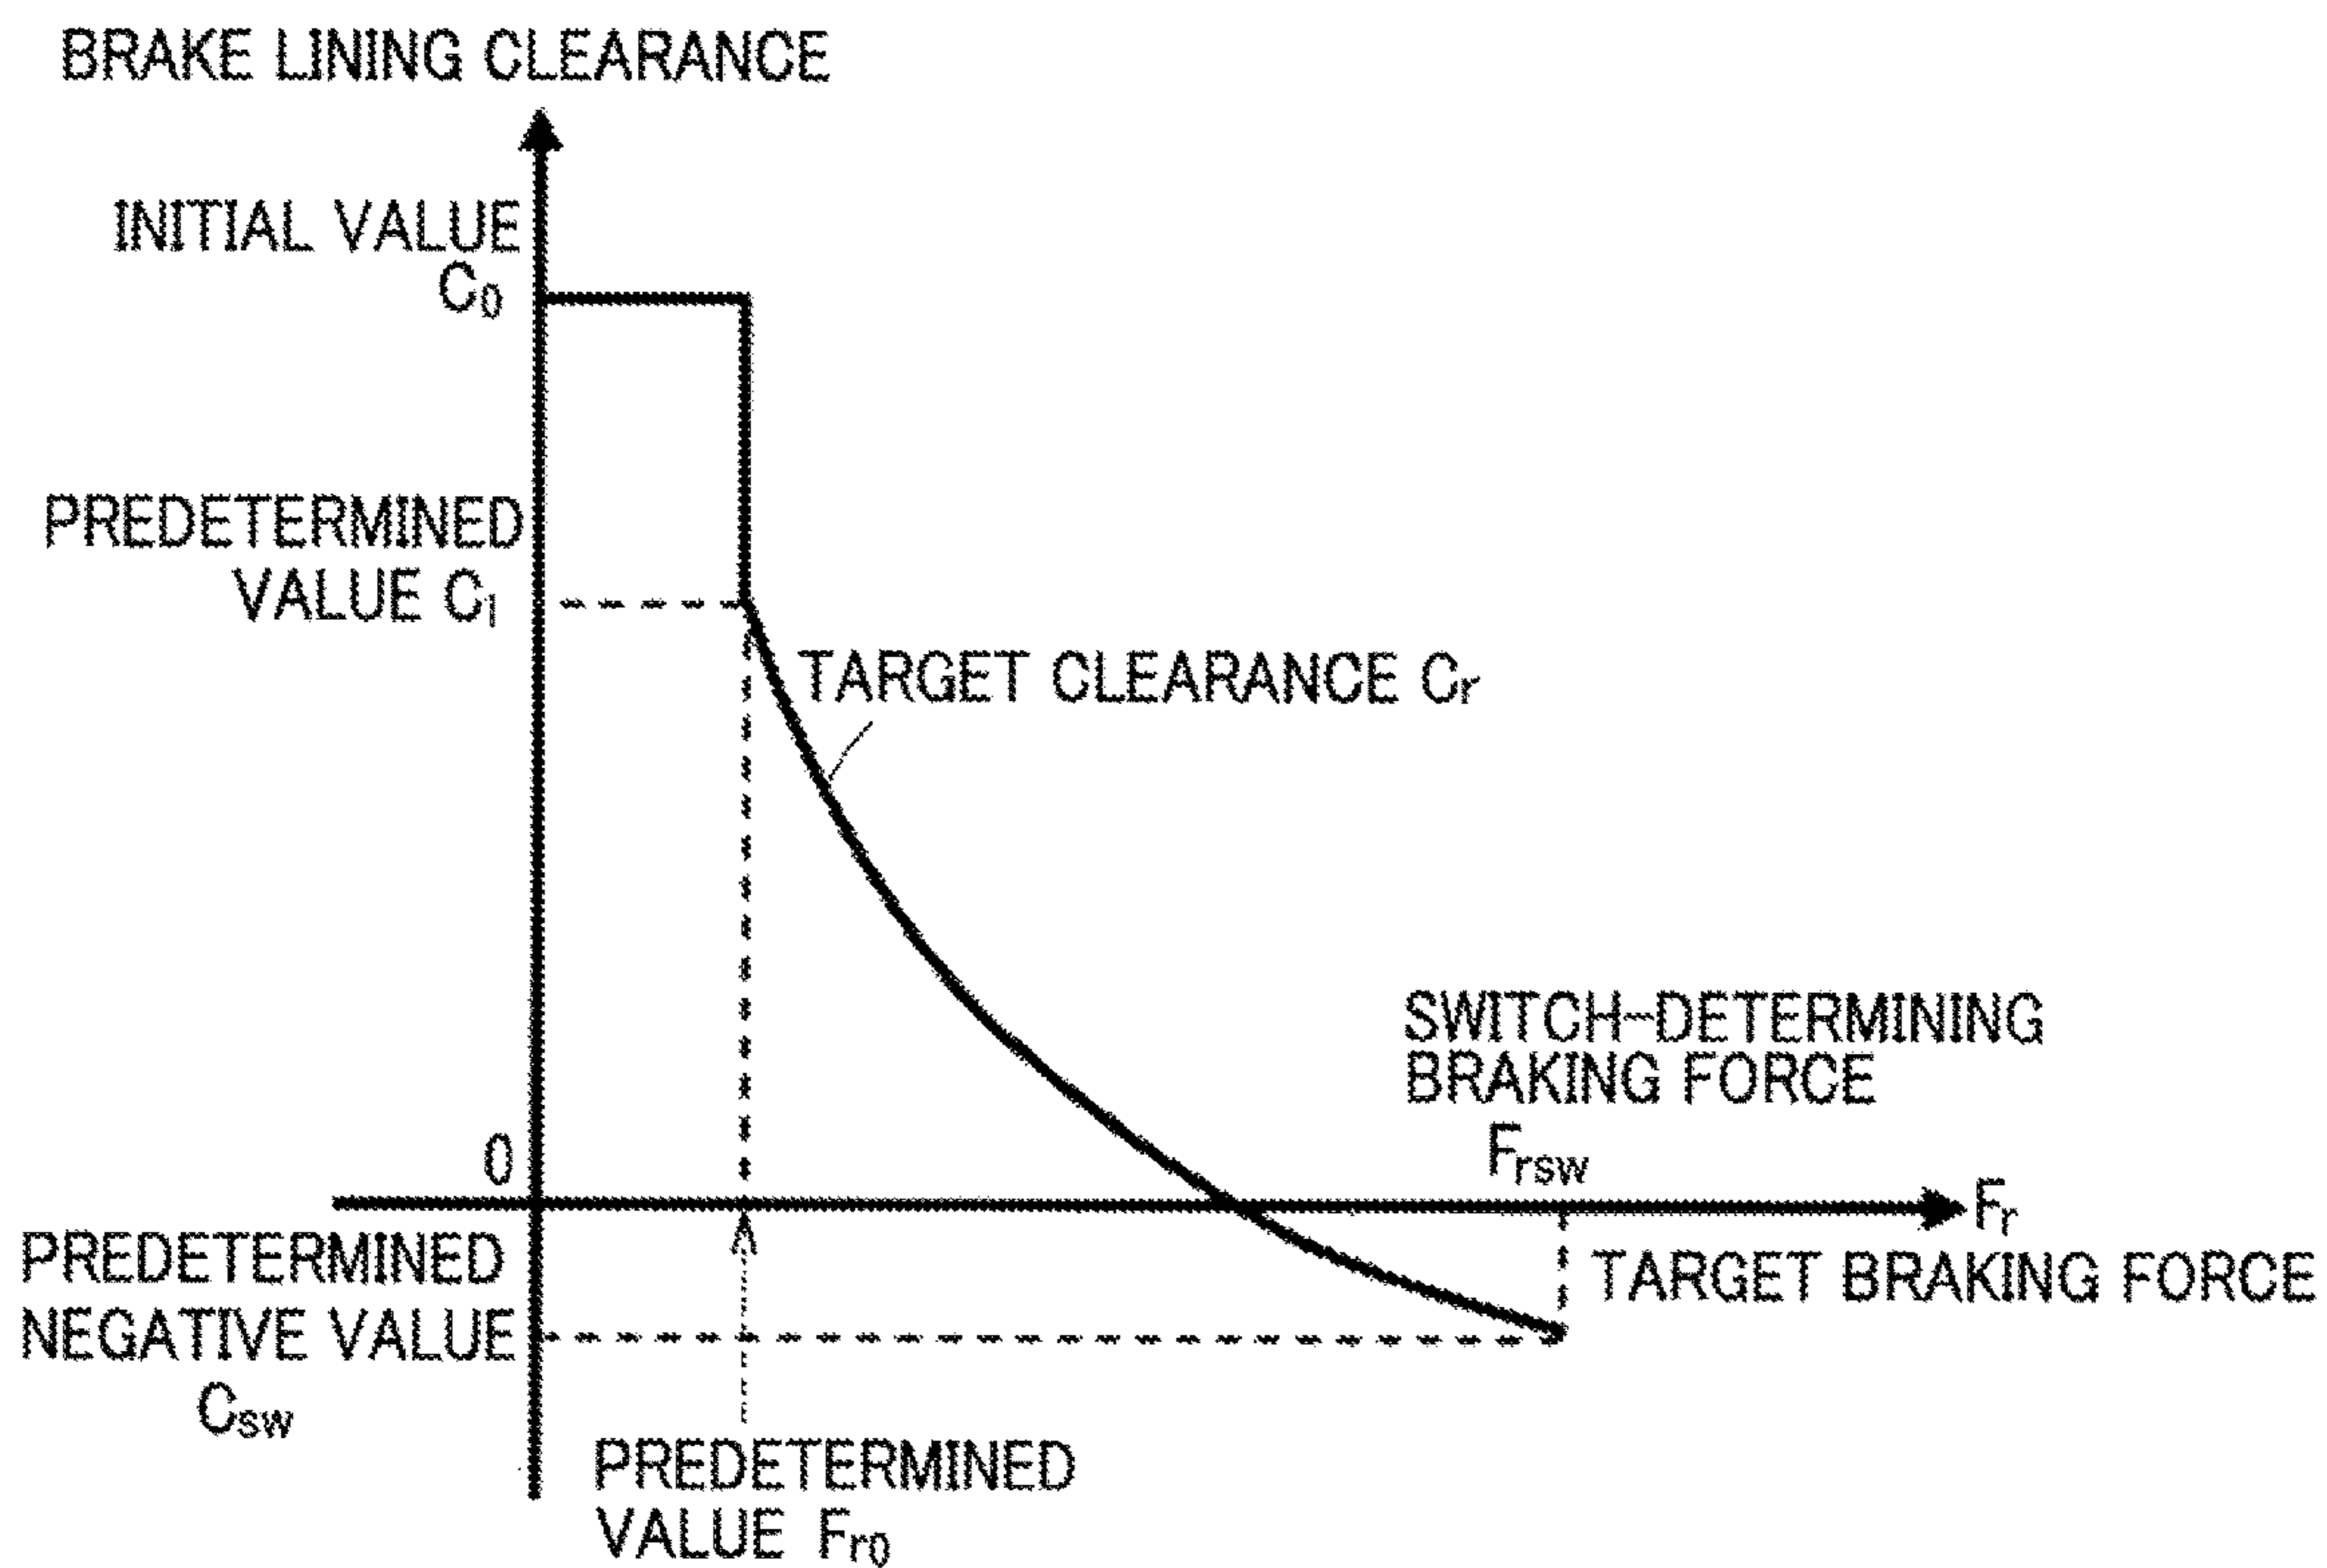 BRAKE LINING CLEARANCE
INITIAL VALUE
C₀
PREDETERMINED
VALUE C₁
TARGET CLEARANCE Cᵣ
SWITCH-DETERMINING
BRAKING FORCE
Frsw
0
Fr
TARGET BRAKING FORCE
PREDETERMINED
NEGATIVE VALUE
Csw
PREDETERMINED
VALUE Fr0